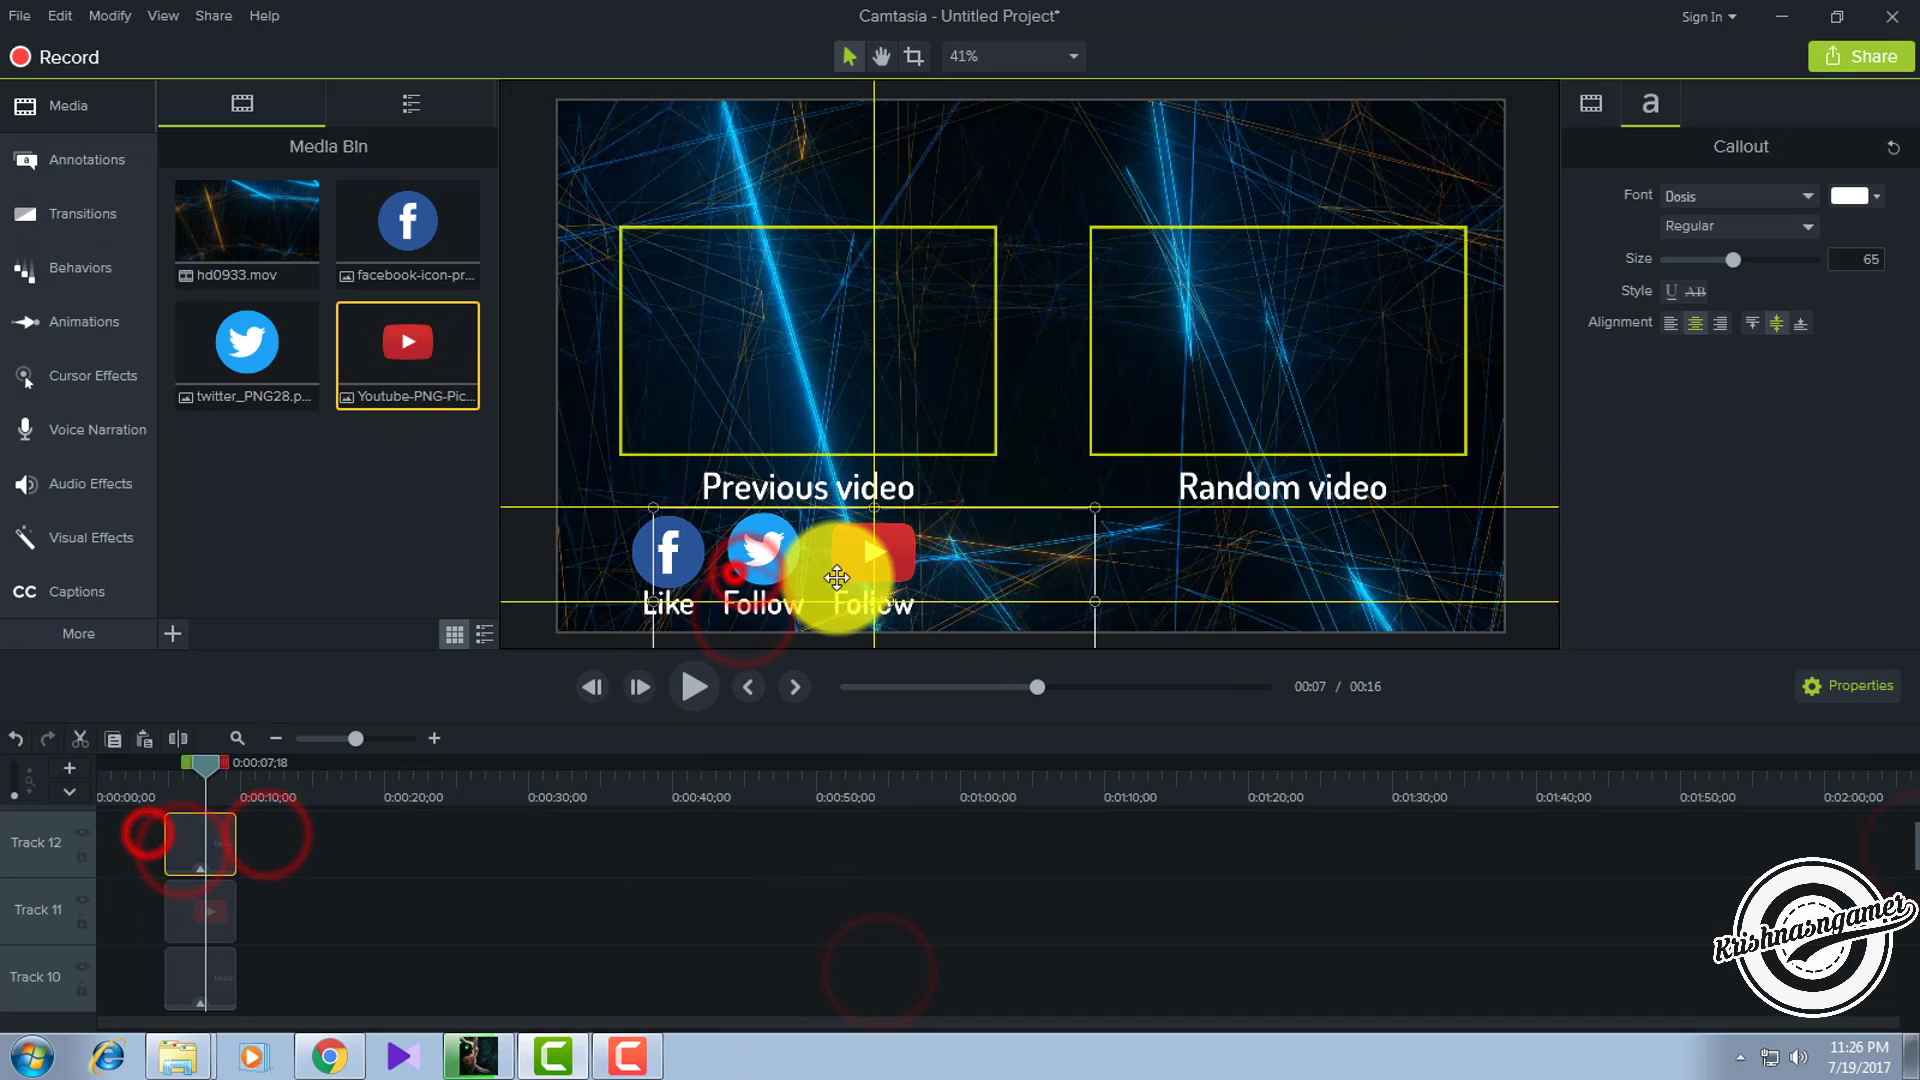 File Edit Modify View Share Help
Camtasia - Untitled Project*
Sign In
Record
41%
Share
Media
Annotations
Transitions
Behaviors
Animations
Cursor Effects
Voice Narration
Audio Effects
Visual Effects
CC Captions
More
Media Bin
hd0933.mov
facebook-icon-pr...
twitter_PNG28.p...
Youtube-PNG-Pic...
Previous video
Random video
Like Follow Follow
a
Callout
Font Dosis
Regular
Size 65
Style U AB
Alignment
00:07 / 00:16
Properties
0:00:07;18
0:00:00;00 0:00:10;00 0:00:20;00 0:00:30;00 0:00:40;00 0:00:50;00 0:01:00;00 0:01:10;00 0:01:20;00 0:01:30;00 0:01:40;00 0:01:50;00 0:02:00;00
Track 12
Track 11
Track 10
Krishnasngamer
11:26 PM
7/19/2017